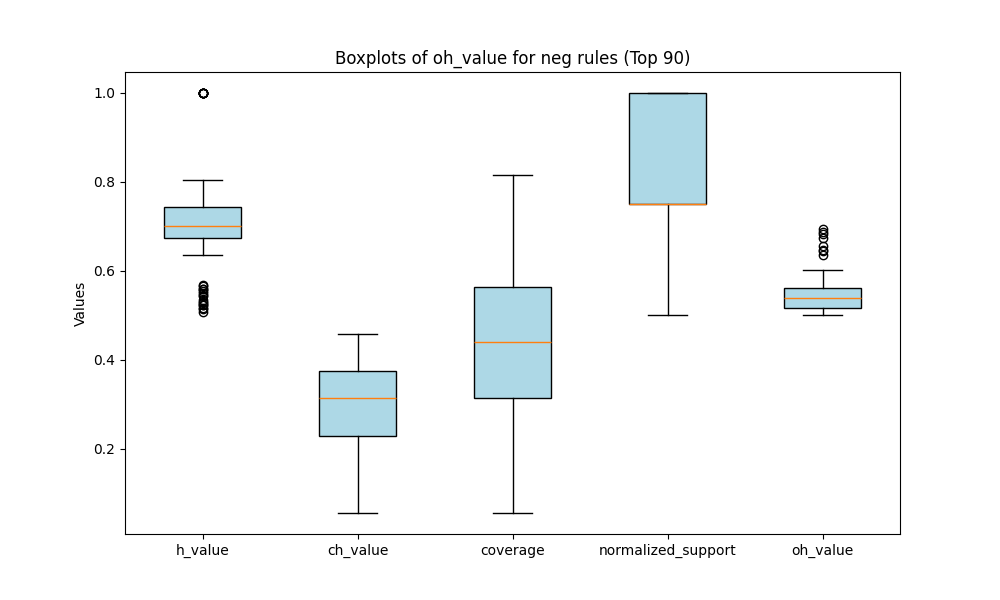 Boxplots of oh_value for neg rules (Top 90)
Values
1.0
0.8
0.6
0.4
0.2
h_value
ch_value
coverage
normalized_support
oh_value